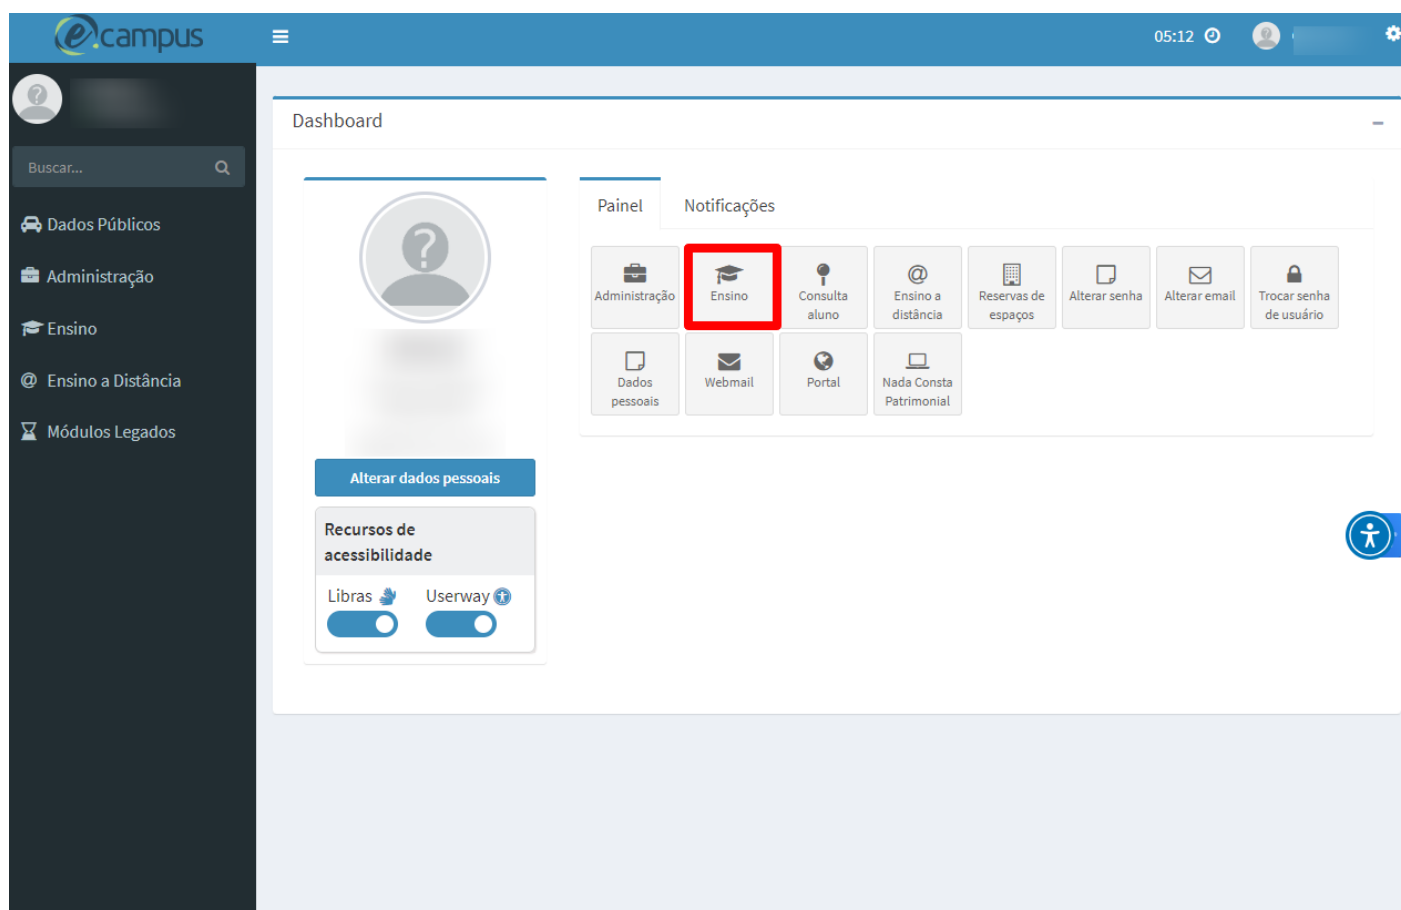 e.campus
05:12
Buscar...
Dados Públicos
Administração
Ensino
@ Ensino a Distância
Módulos Legados
Dashboard
Alterar dados pessoais
Recursos de
acessibilidade
Libras
Userway
Painel
Notificações
Administração
Ensino
Consulta
aluno
@
Ensino a
distância
Reservas de
espaços
Alterar senha
Alterar email
Trocar senha
de usuário
Dados
pessoais
Webmail
Portal
Nada Consta
Patrimonial